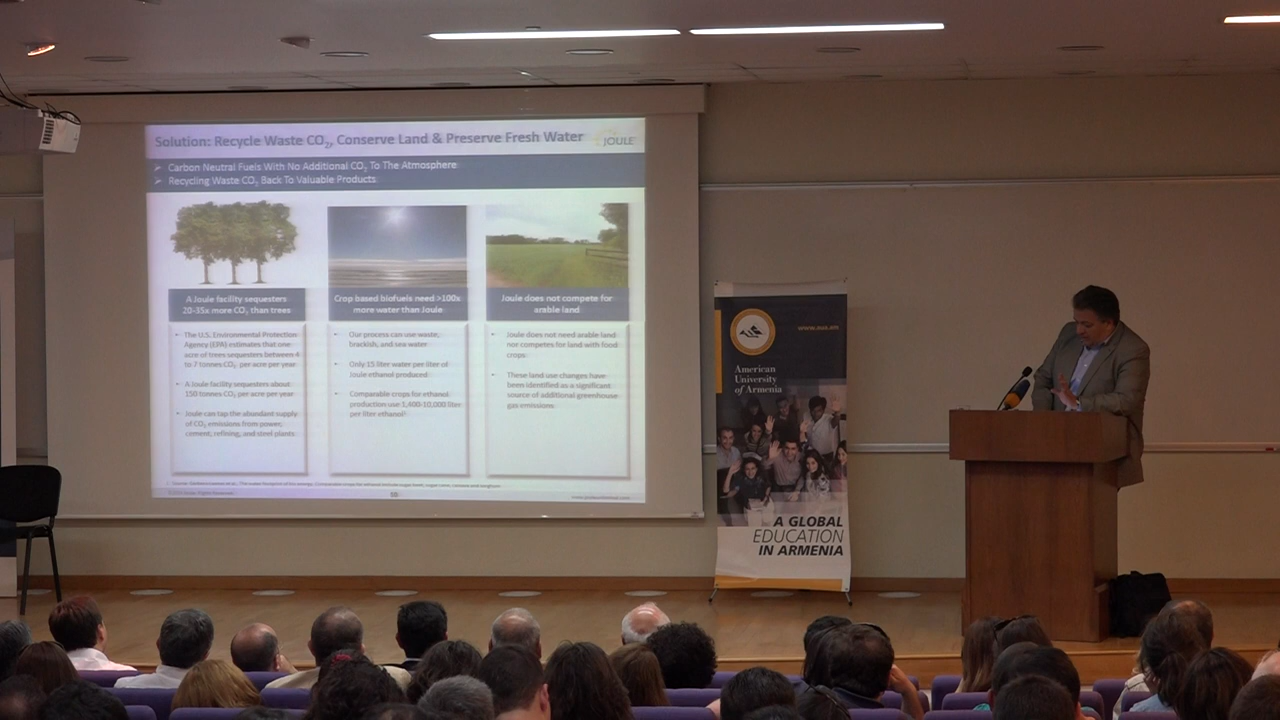 Solution: Recycle Waste CO2, Conserve Land & Preserve Fresh Water
JOULE
Carbon Neutral Fuels With No Additional CO2 To The Atmosphere
Recycling Waste CO2 Back To Valuable Products
A Joule facility sequesters
20-35x more CO2 than trees
The U.S. Environmental Protection
Agency (EPA) estimates that one
acre of trees sequesters between 4
to 7 tonnes CO2 per acre per year
A Joule facility sequesters about
150 tonnes CO2 per acre per year
Joule can tap the abundant supply
of CO2 emissions from power,
cement, refining, and steel plants
Crop based biofuels need >100x
more water than Joule
Our process can use waste,
brackish, and sea water
Only 15 liter water per liter of
Joule ethanol produced
Comparable crops for ethanol
production use 1,400-10,000 liter
per liter ethanol
Joule does not compete for
arable land
Joule does not need arable land
nor competes for land with food
crops
These land use changes have
been identified as a significant
source of additional greenhouse
gas emissions
www.aua.am
American
University
of Armenia
A GLOBAL
EDUCATION
IN ARMENIA